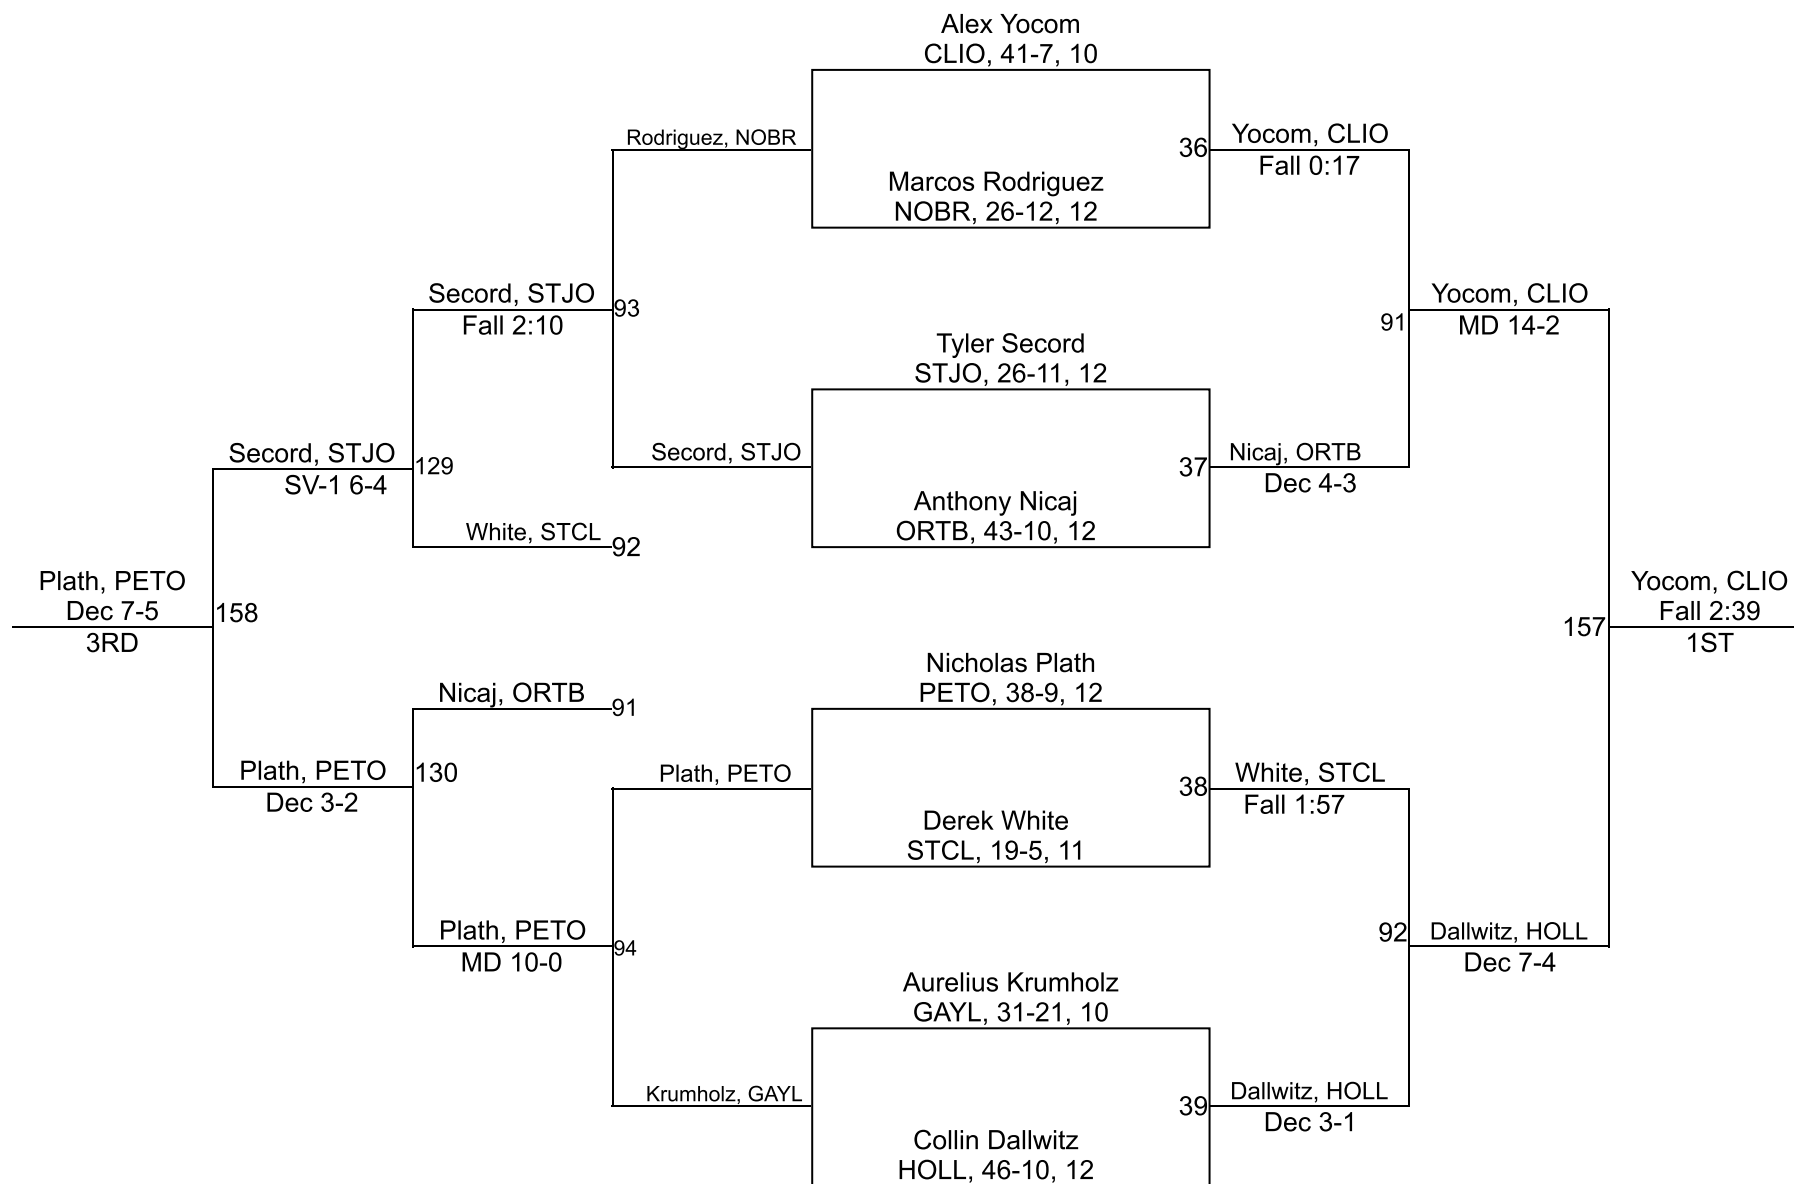 Alex Yocom
CLIO, 41-7, 10
Rodriguez, NOBR
36
Yocom, CLIO
Fall 0:17
Marcos Rodriguez
NOBR, 26-12, 12
Secord, STJO
Fall 2:10
93
91
Yocom, CLIO
MD 14-2
Tyler Secord
STJO, 26-11, 12
Secord, STJO
SV-1 6-4
129
Secord, STJO
37
Nicaj, ORTB
Dec 4-3
Anthony Nicaj
ORTB, 43-10, 12
White, STCL
92
Plath, PETO
Dec 7-5
3RD
158
157
Yocom, CLIO
Fall 2:39
1ST
Nicholas Plath
PETO, 38-9, 12
Nicaj, ORTB
91
Plath, PETO
Dec 3-2
130
Plath, PETO
38
White, STCL
Fall 1:57
Derek White
STCL, 19-5, 11
Plath, PETO
MD 10-0
94
92
Dallwitz, HOLL
Dec 7-4
Aurelius Krumholz
GAYL, 31-21, 10
Krumholz, GAYL
39
Dallwitz, HOLL
Dec 3-1
Collin Dallwitz
HOLL, 46-10, 12